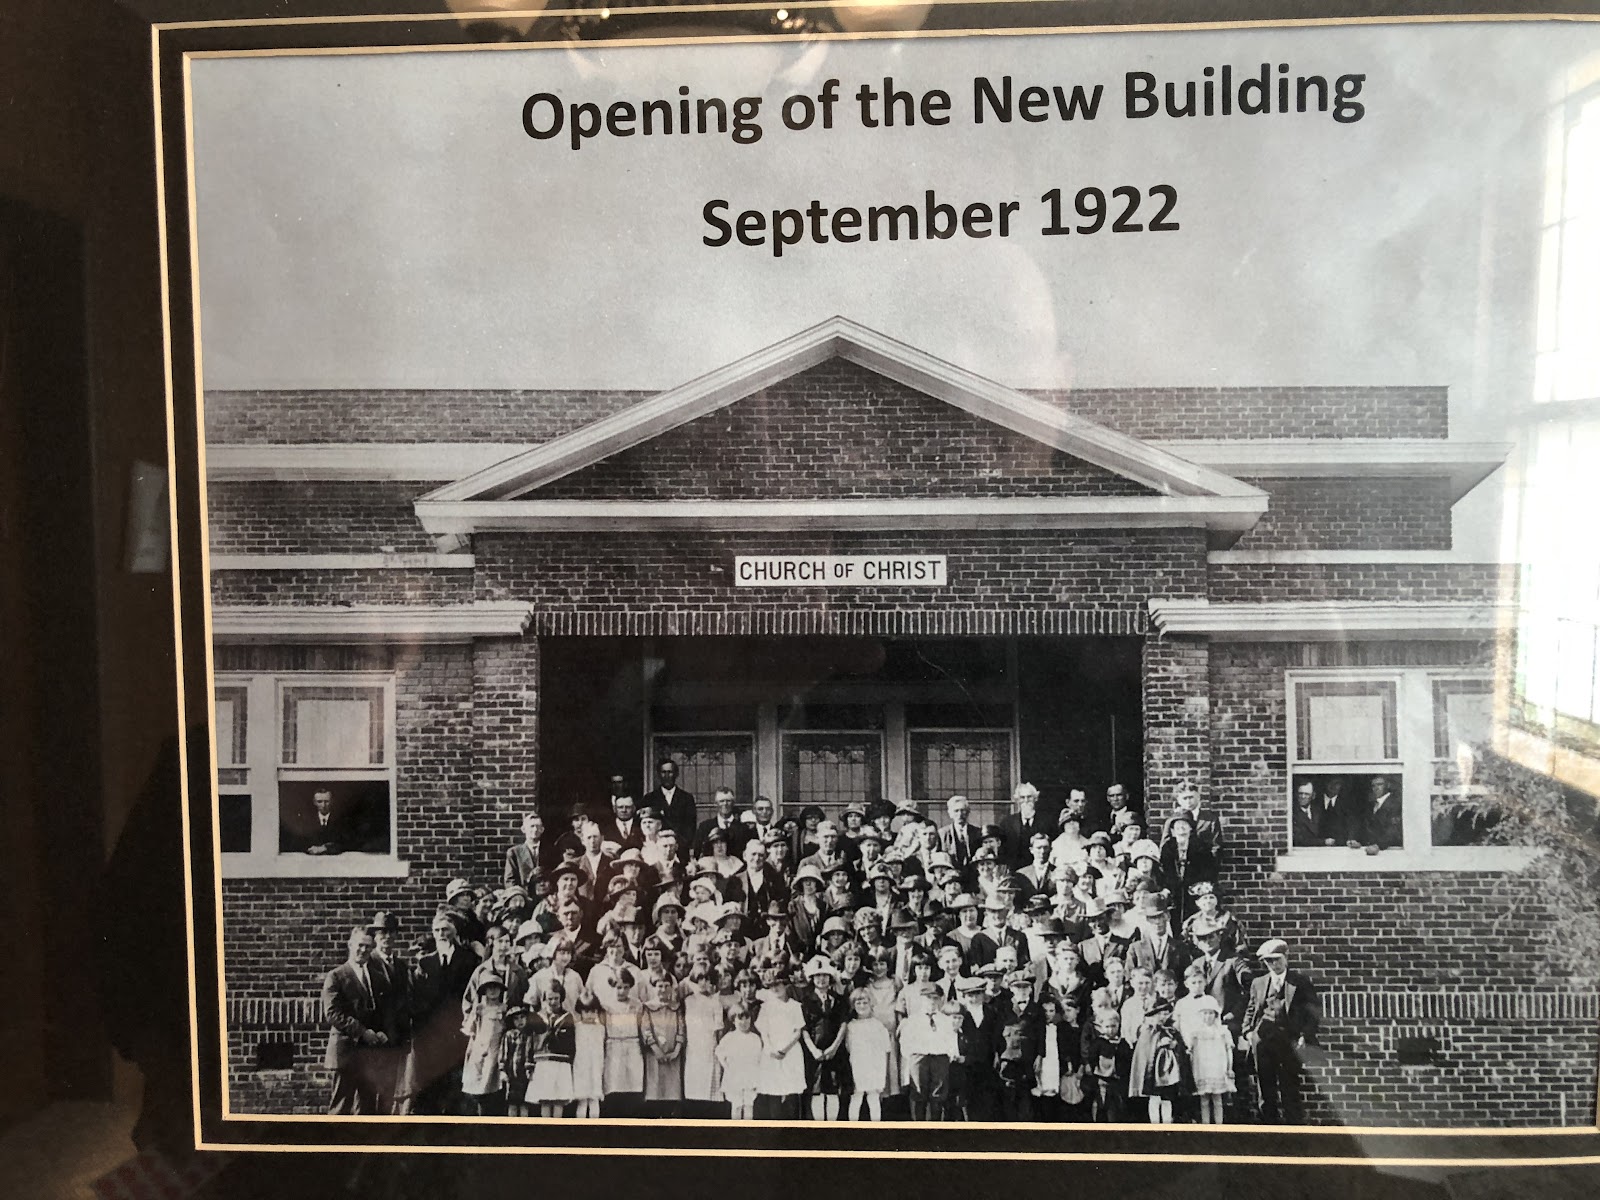 Opening of the New Building
September 1922
CHURCH OF CHRIST